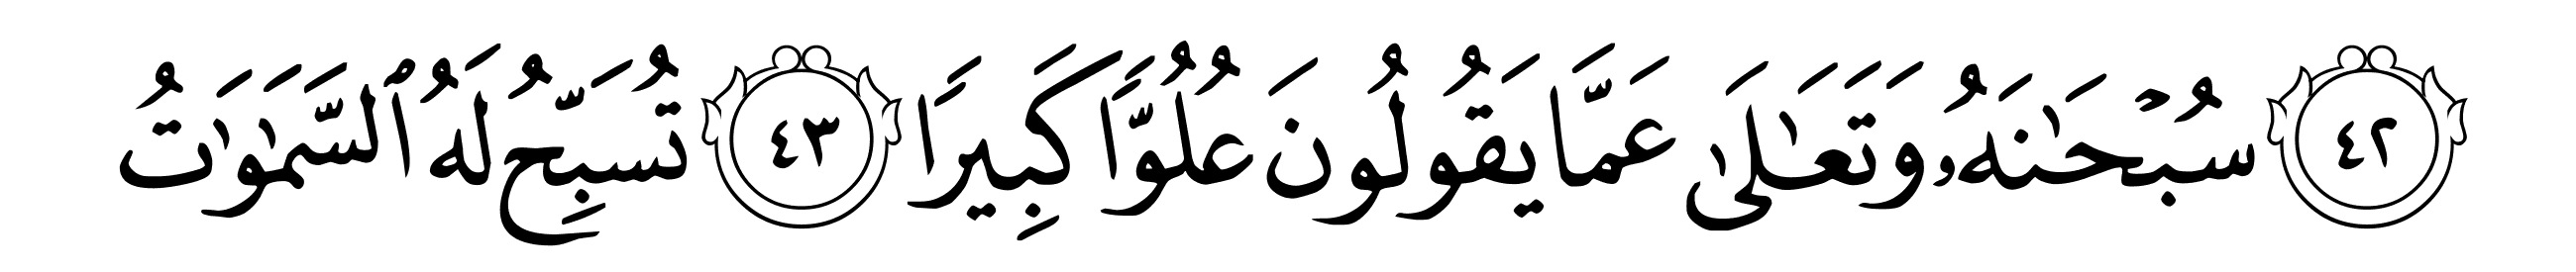 ٤٢ سُبْحَـٰنَهُۥ وَتَعَـٰلَىٰ عَمَّا يَقُولُونَ عُلُوًّا كَبِيرًا ٤٣ تُسَبِّحُ لَهُ ٱلسَّمَـٰوَٰتُ